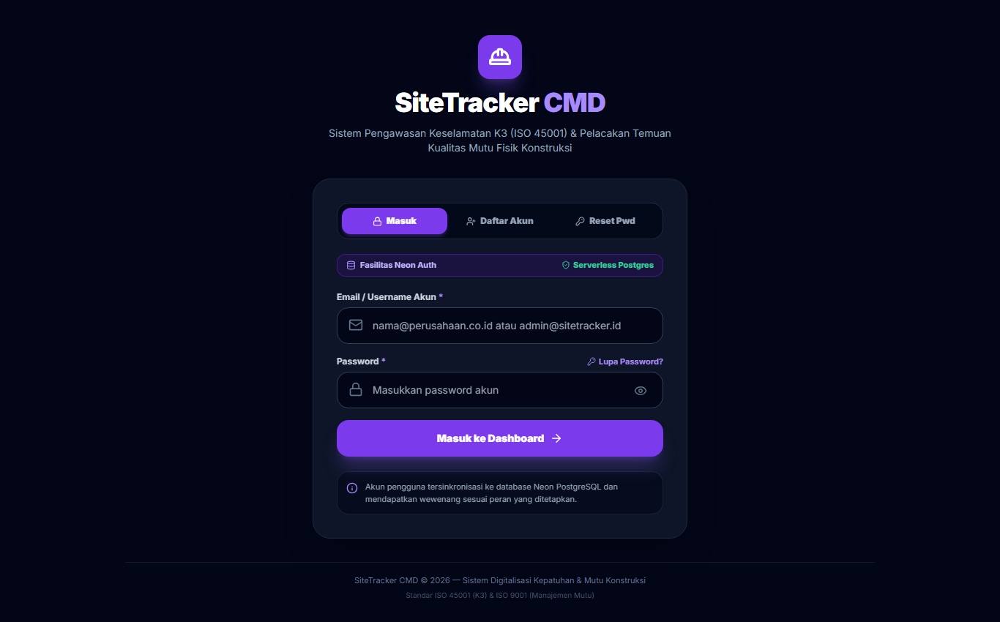 SiteTracker CMD
Sistem Pengawasan Keselamatan K3 (ISO 45001) & Pelacakan Temuan
Kualitas Mutu Fisik Konstruksi
Masuk
Daftar Akun
Reset Pwd
Fasilitas Neon Auth
Serverless Postgres
Email / Username Akun *
nama@perusahaan.co.id atau admin@sitetracker.id
Password *
Lupa Password?
Masukkan password akun
Masuk ke Dashboard
Akun pengguna tersinkronisasi ke database Neon PostgreSQL dan
mendapatkan wewenang sesuai peran yang ditetapkan.
SiteTracker CMD © 2026 — Sistem Digitalisasi Kepatuhan & Mutu Konstruksi
Standar ISO 45001 (K3) & ISO 9001 (Manajemen Mutu)